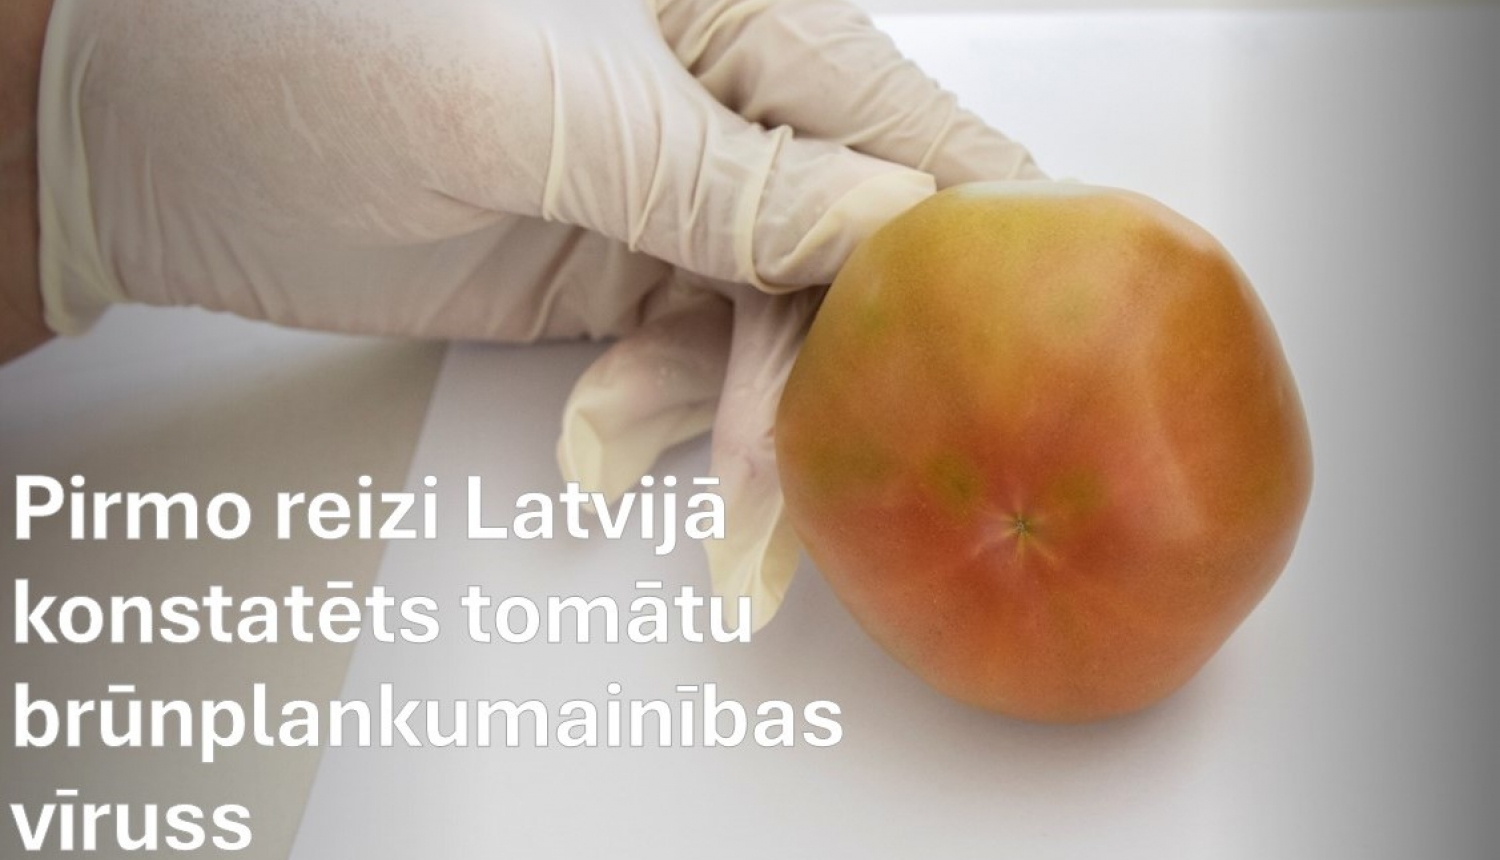 Pirmo reizi Latvijā
konstatēts tomātu
brūnplankumainības
vīruss